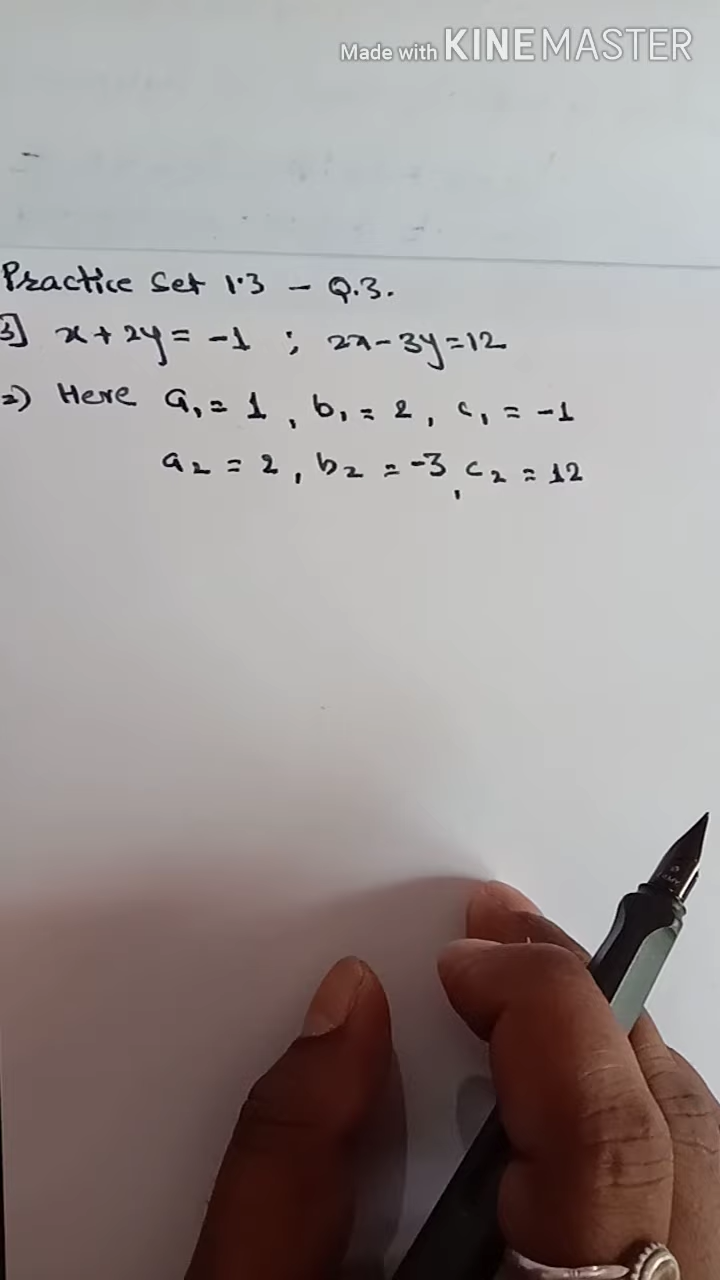 Made with KINEMASTER
Practice Set 1.3 - Q.3.
3] x + 2y = -1 ; 2x - 3y = 12
=) Here a₁ = 1 , b₁ = 2 , c₁ = -1
a₂ = 2 , b₂ = -3 , c₂ = 12